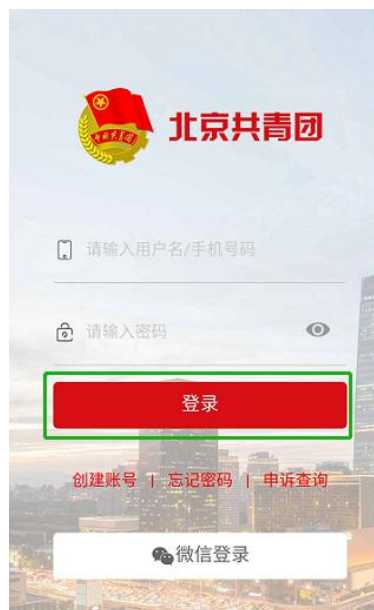 北京共青团
请输入用户名/手机号码
请输入密码
登录
创建账号 | 忘记密码 | 申诉查询
微信登录